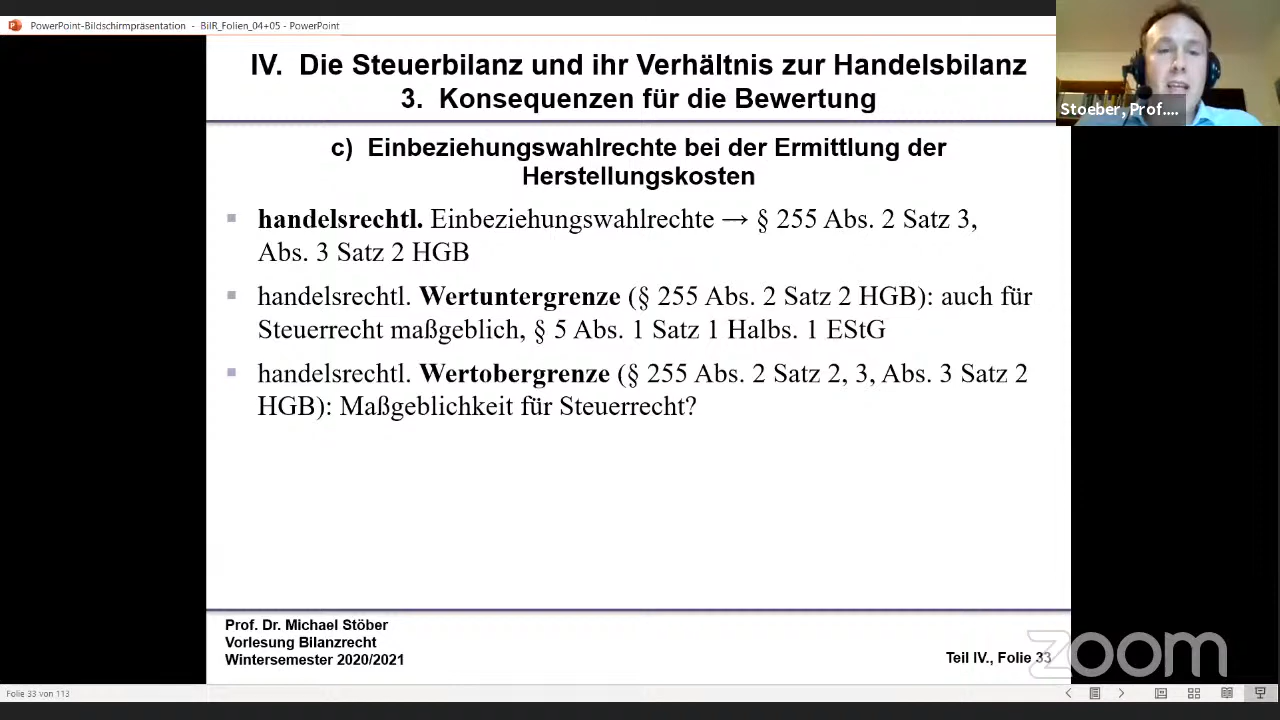 PowerPoint-Bildschirmpräsentation - BilR_Folien_04+05 - PowerPoint
Stoeber, Prof....
IV. Die Steuerbilanz und ihr Verhältnis zur Handelsbilanz
3. Konsequenzen für die Bewertung
c) Einbeziehungswahlrechte bei der Ermittlung der
Herstellungskosten
handelsrechtl. Einbeziehungswahlrechte → § 255 Abs. 2 Satz 3,
Abs. 3 Satz 2 HGB
handelsrechtl. Wertuntergrenze (§ 255 Abs. 2 Satz 2 HGB): auch für
Steuerrecht maßgeblich, § 5 Abs. 1 Satz 1 Halbs. 1 EStG
handelsrechtl. Wertobergrenze (§ 255 Abs. 2 Satz 2, 3, Abs. 3 Satz 2
HGB): Maßgeblichkeit für Steuerrecht?
Prof. Dr. Michael Stöber
Vorlesung Bilanzrecht
Wintersemester 2020/2021
Teil IV., Folie 33
zoom
Folie 33 von 113